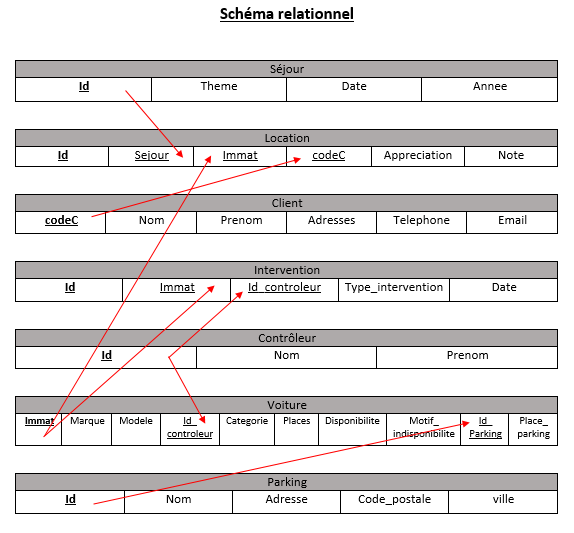 Schéma relationnel
Séjour
Id Theme Date Annee
Location
Id Sejour Immat codeC Appreciation Note
Client
codeC Nom Prenom Adresses Telephone Email
Intervention
Id Immat Id_controleur Type_intervention Date
Contrôleur
Id Nom Prenom
Voiture
Immat Marque Modele Id_ Categorie Places Disponibilite Motif_ Id_ Place_
controleur indisponibilite Parking parking
Parking
Id Nom Adresse Code_postale ville